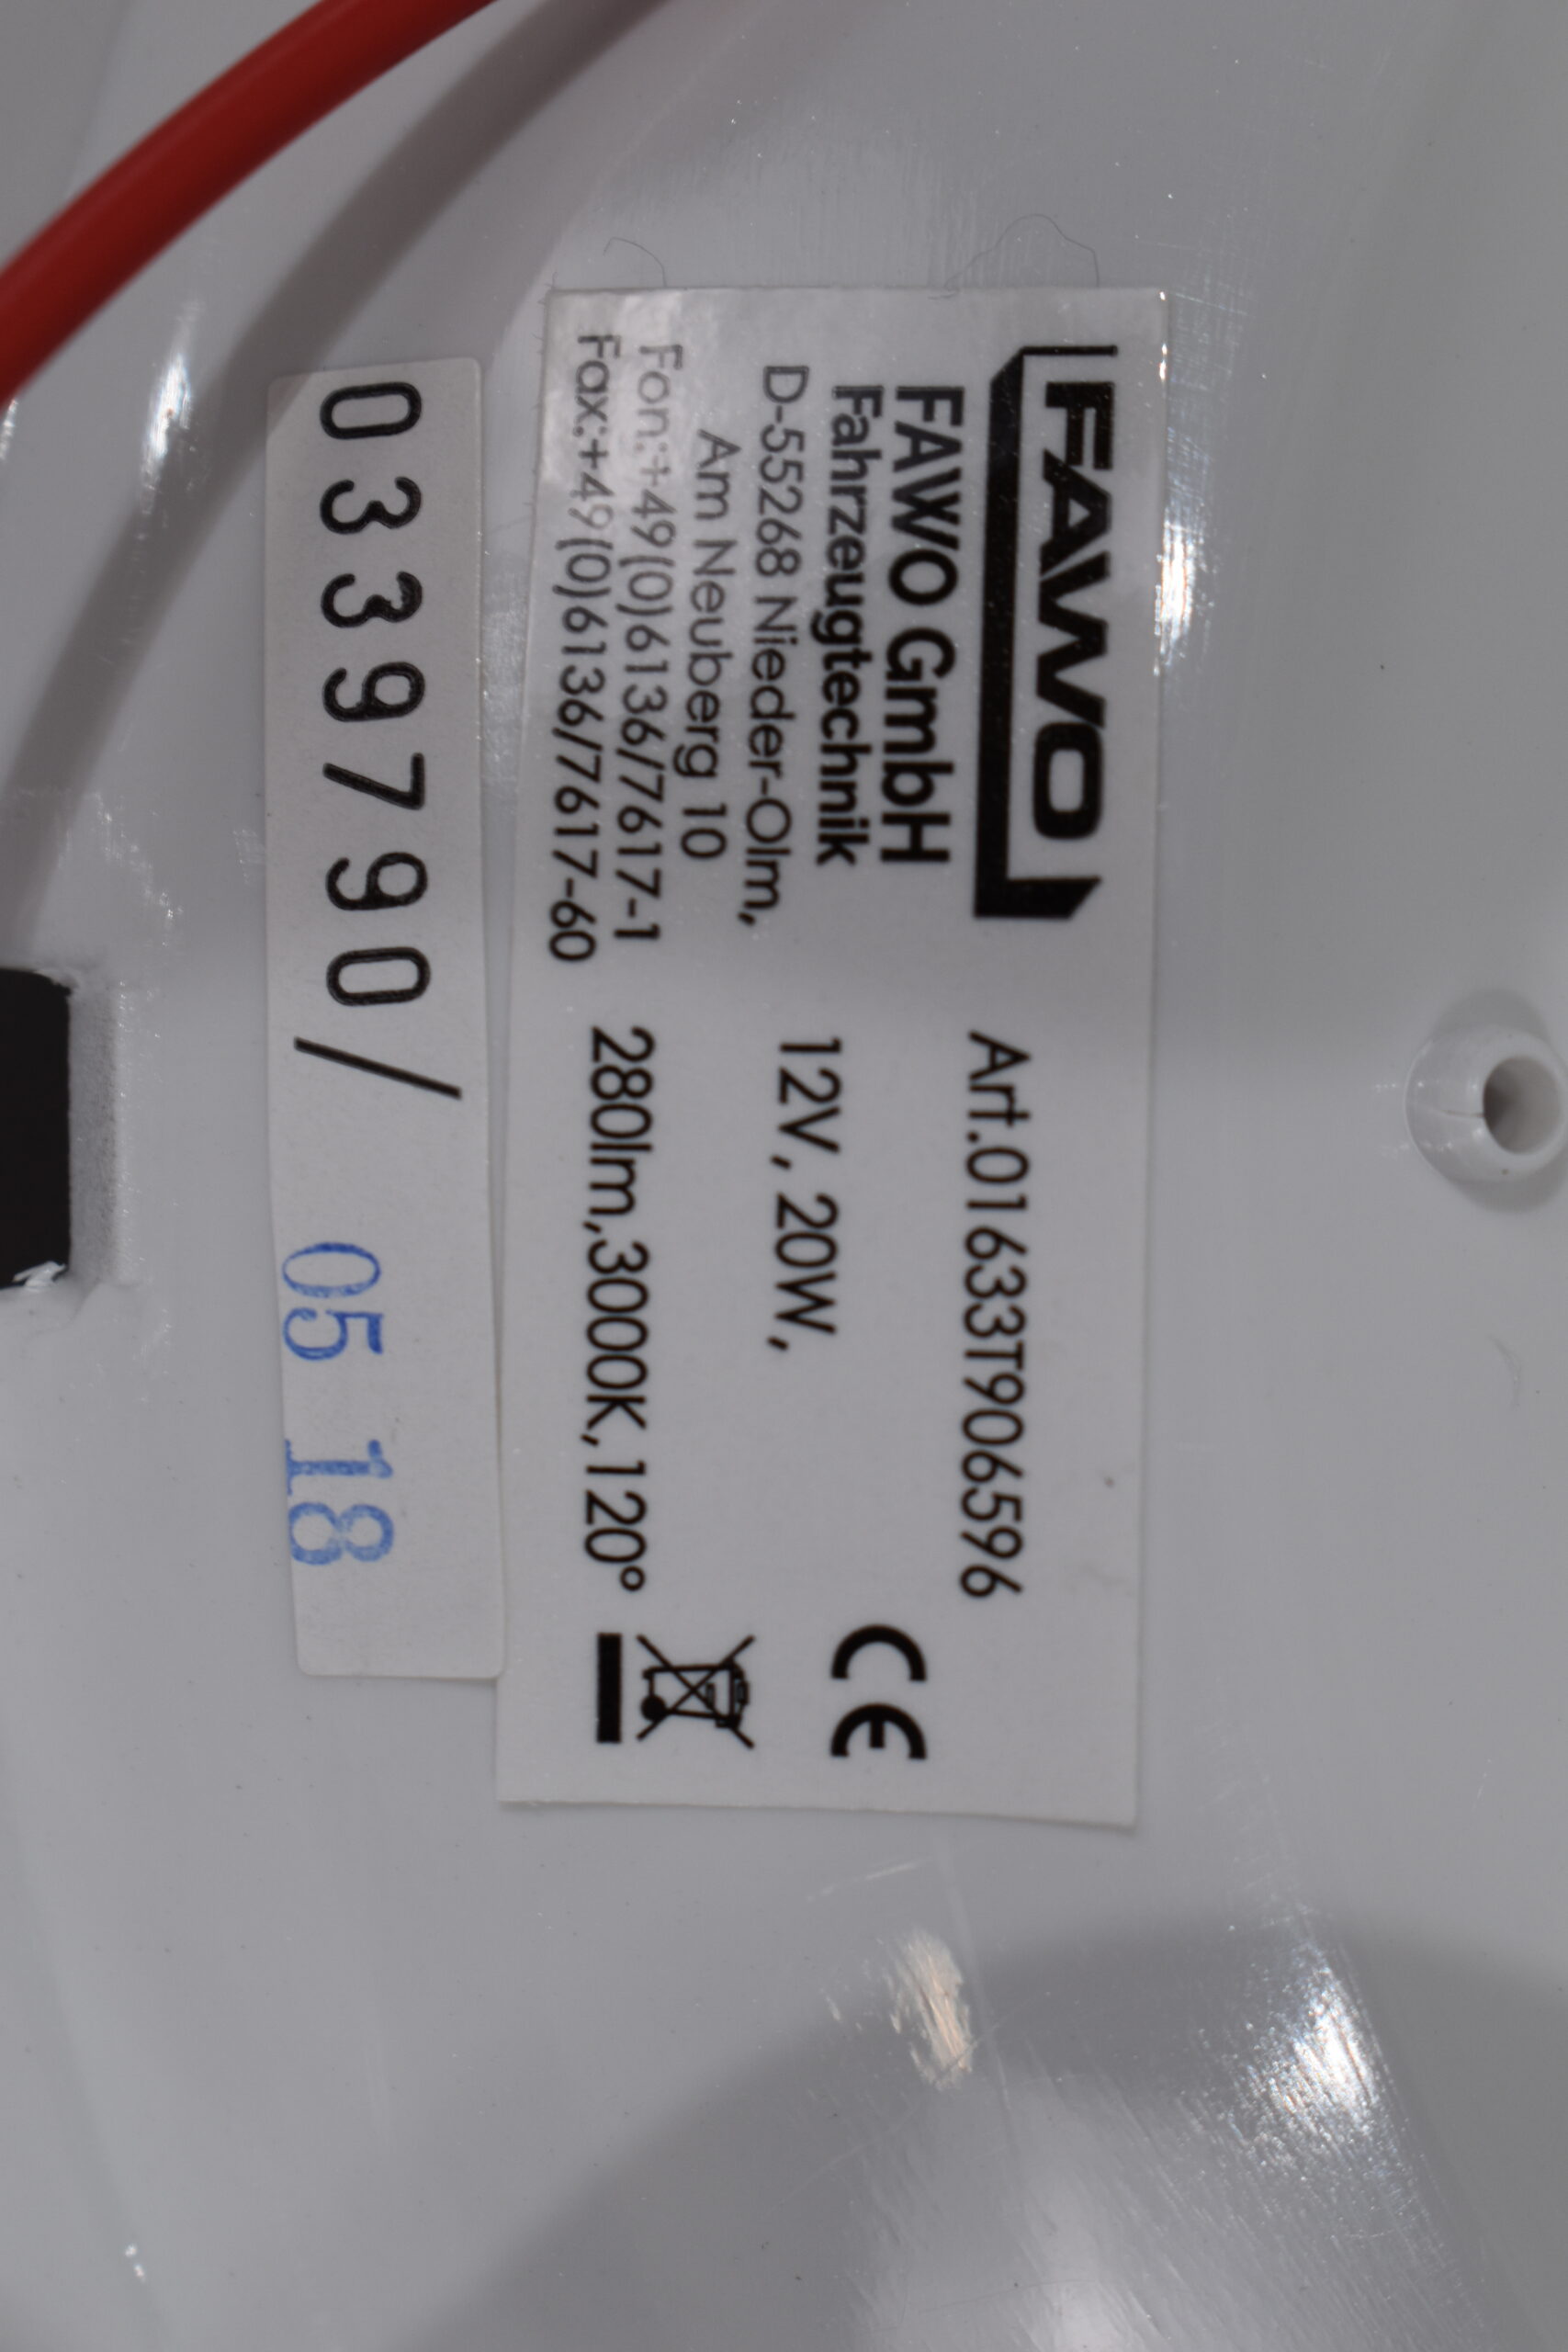 FAWO
FAWO GmbH
Fahrzeugtechnik
D-55268 Nieder-Olm,
Am Neuberg 10
Fon:+49(0)6136/7617-1
Fax:+49(0)6136/7617-60
Art.01633T906596
12V, 20W,
280lm,3000K,120°
CE
0339790/ 05 18